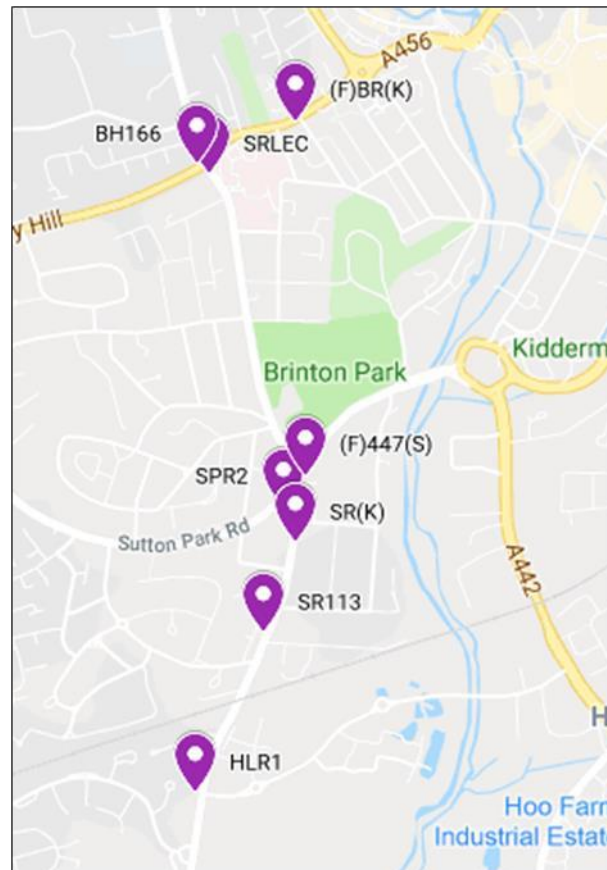 A456
(F)BR(K)
BH166
SRLEC
y Hill
Brinton Park
Kidderm
(F)447(S)
SPR2
SR(K)
Sutton Park Rd
A442
SR113
H
HLR1
Hoo Farm
Industrial Estate